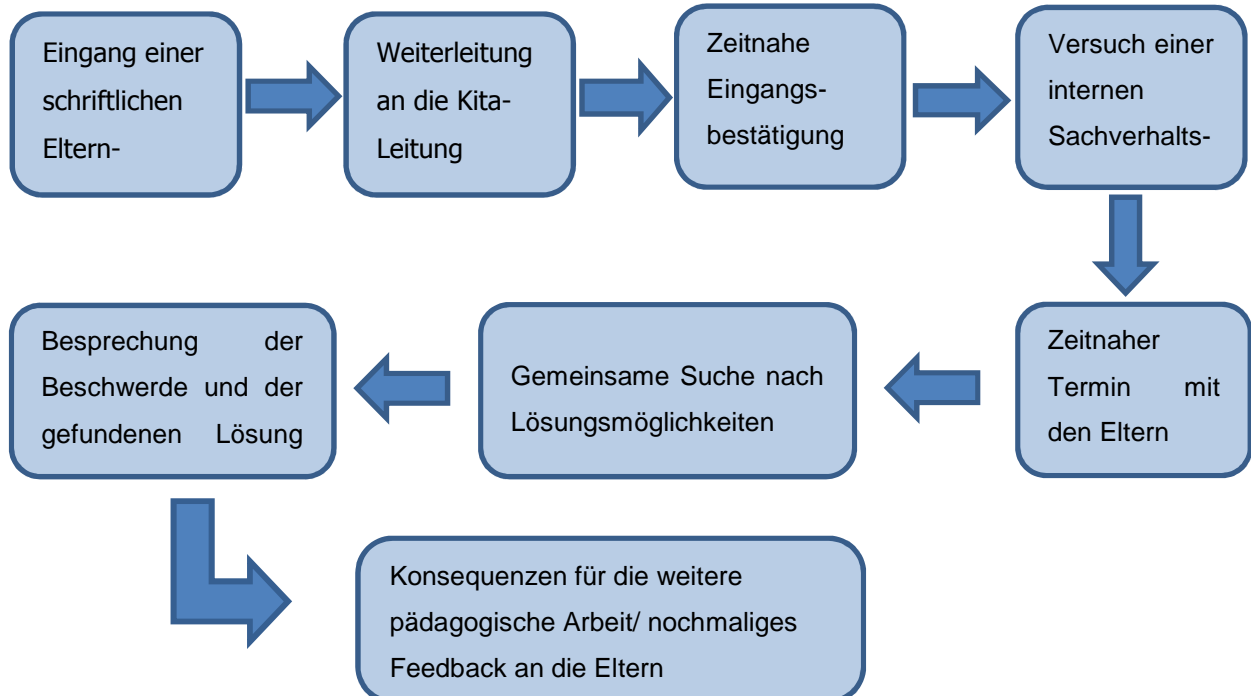 Eingang einer
schriftlichen
Eltern-
Weiterleitung
an die Kita-
Leitung
Zeitnahe
Eingangs-
bestätigung
Versuch einer
internen
Sachverhalts-
Zeitnaher
Termin mit
den Eltern
Gemeinsame Suche nach
Lösungsmöglichkeiten
Besprechung der
Beschwerde und der
gefundenen Lösung
Konsequenzen für die weitere
pädagogische Arbeit/ nochmaliges
Feedback an die Eltern